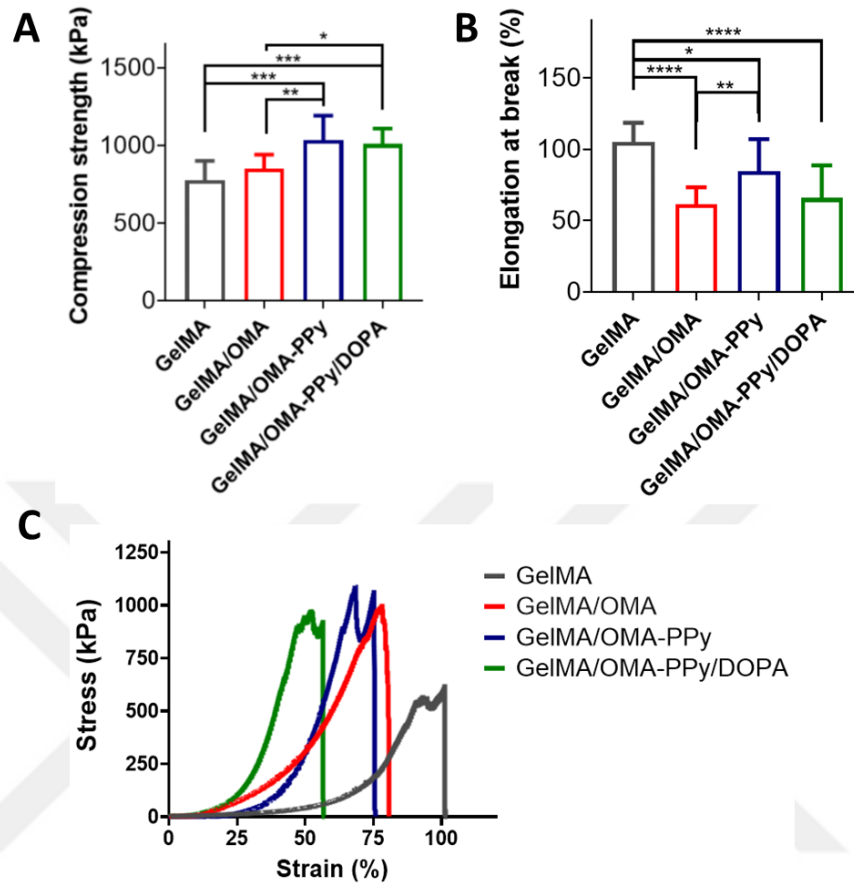 A
Compression strength (kPa)
1500
1000
500
0
*
***
***
**
GelMA
GelMA/OMA
GelMA/OMA-PPy
GelMA/OMA-PPy/DOPA
B
Elongation at break (%)
150
100
50
0
****
*
****
**
GelMA
GelMA/OMA
GelMA/OMA-PPy
GelMA/OMA-PPy/DOPA
C
Stress (kPa)
1250
1000
750
500
250
0
0 25 50 75 100
Strain (%)
GelMA
GelMA/OMA
GelMA/OMA-PPy
GelMA/OMA-PPy/DOPA